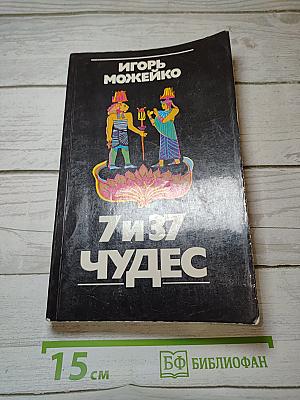 ИГОРЬ
МОЖЕЙКО
7 и 37
ЧУДЕС
15 см
БФ БИБЛИОФАН